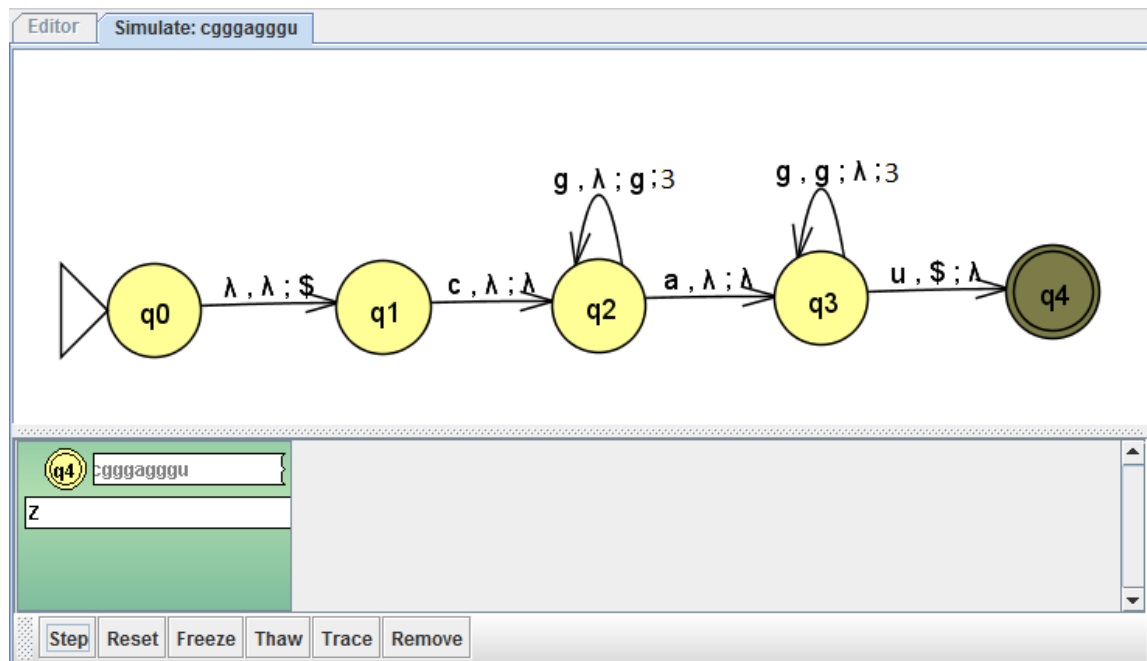 Editor Simulate: cgggagggu
g , λ ; g ;3 g , g ; λ ;3
λ , λ ; $ c , λ ; λ a , λ ; λ u , $ ; λ
q0 q1 q2 q3 q4
q4 cgggagggu
Z
Step Reset Freeze Thaw Trace Remove